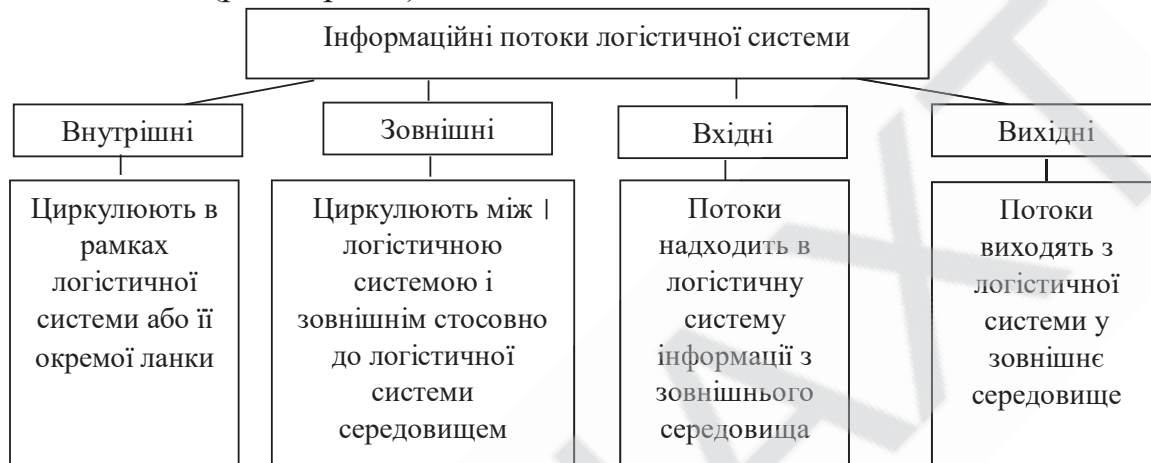 Інформаційні потоки логістичної системи
Внутрішні
Зовнішні
Вхідні
Вихідні
Циркулюють в
рамках
логістичної
системи або її
окремої ланки
Циркулюють між |
логістичною
системою і
зовнішнім стосовно
до логістичної
системи
середовищем
Потоки
надходить в
логістичну
систему
інформації з
зовнішнього
середовища
Потоки
виходять з
логістичної
системи у
зовнішнє
середовище